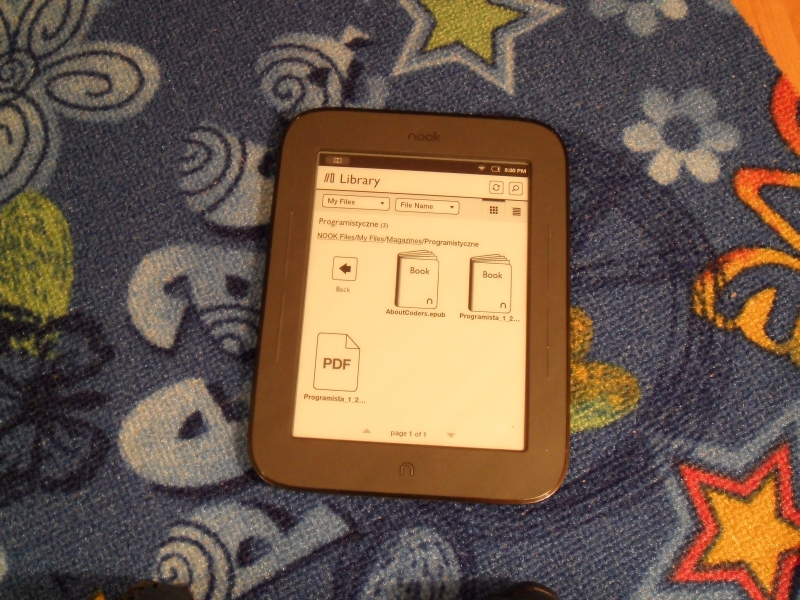 nook
6:00 PM
Library
My Files File Name
Programistyczne (3)
NOOK Files/My Files/Magazines/Programistyczne
Back
Book
n
AboutCoders.epub
Book
n
Programista_1_2...
PDF
Programista_1_2...
page 1 of 1
n